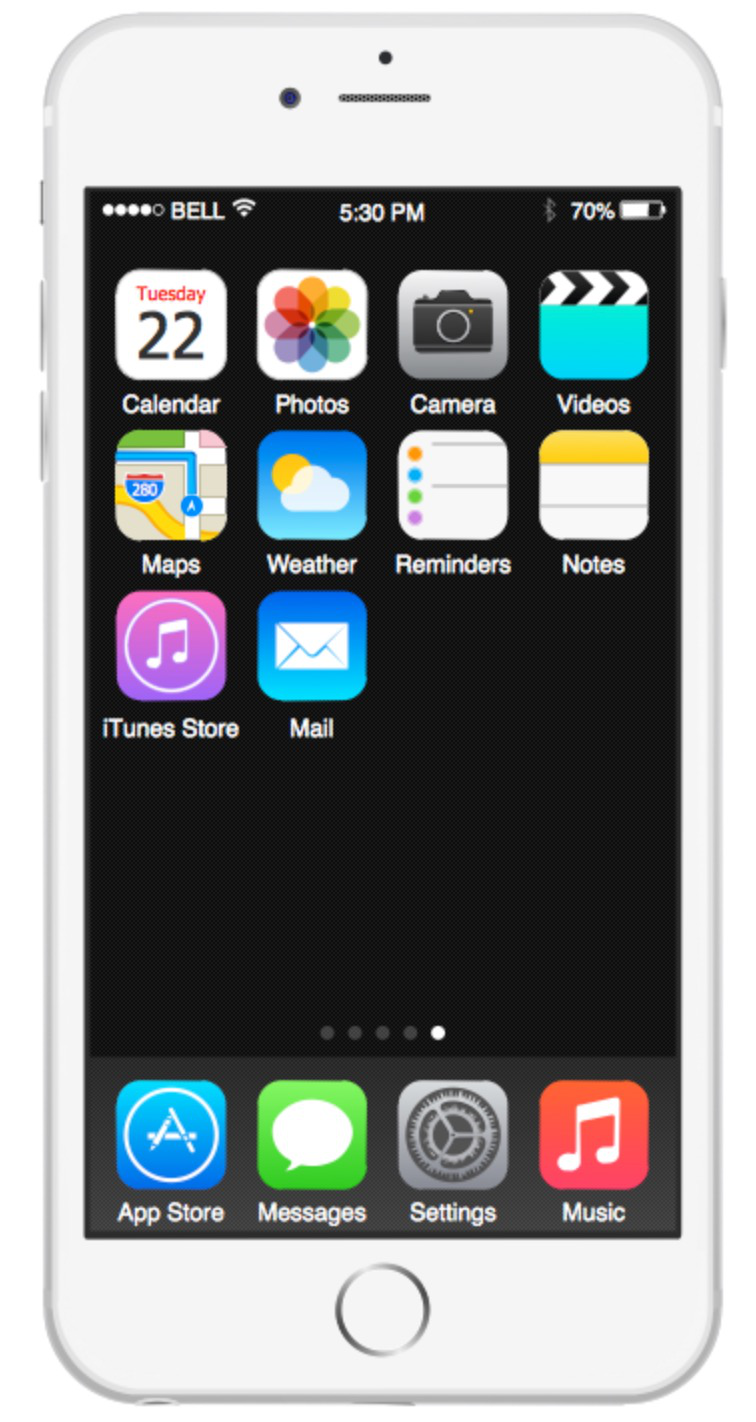 BELL 5:30 PM 70%
Tuesday
22
Calendar Photos Camera Videos
280
Maps Weather Reminders Notes
iTunes Store Mail
App Store Messages Settings Music